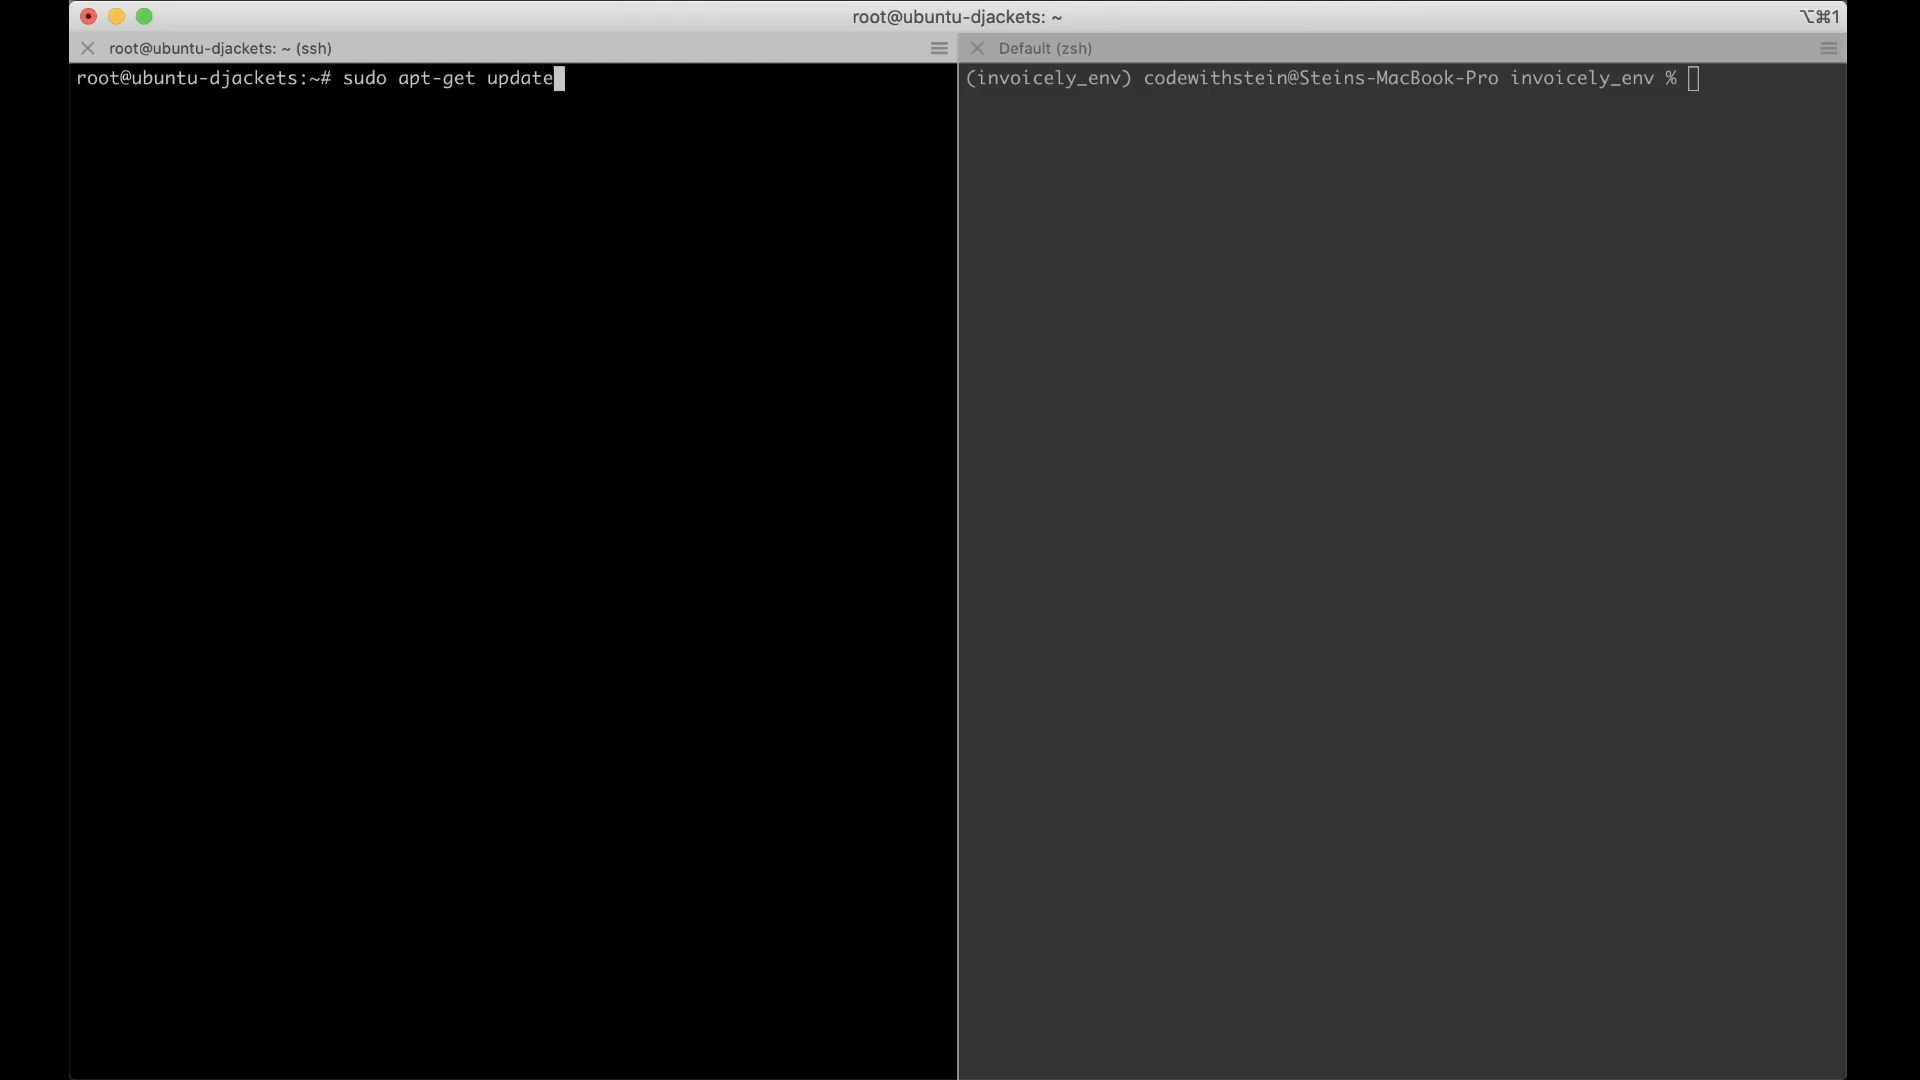 root@ubuntu-djackets: ~
⌥⌘1
root@ubuntu-djackets: ~ (ssh)
Default (zsh)
root@ubuntu-djackets:~# sudo apt-get update
(invoicely_env) codewithstein@Steins-MacBook-Pro invoicely_env %